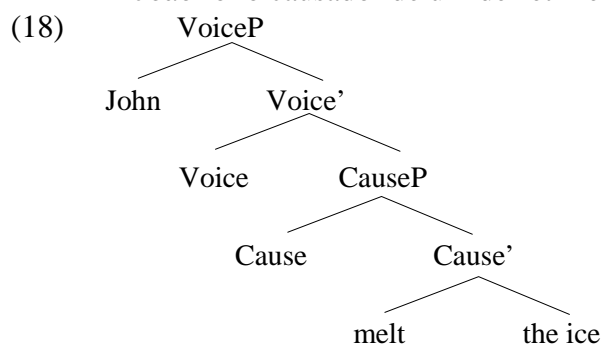 (18) VoiceP
John Voice’
Voice CauseP
Cause Cause’
melt the ice